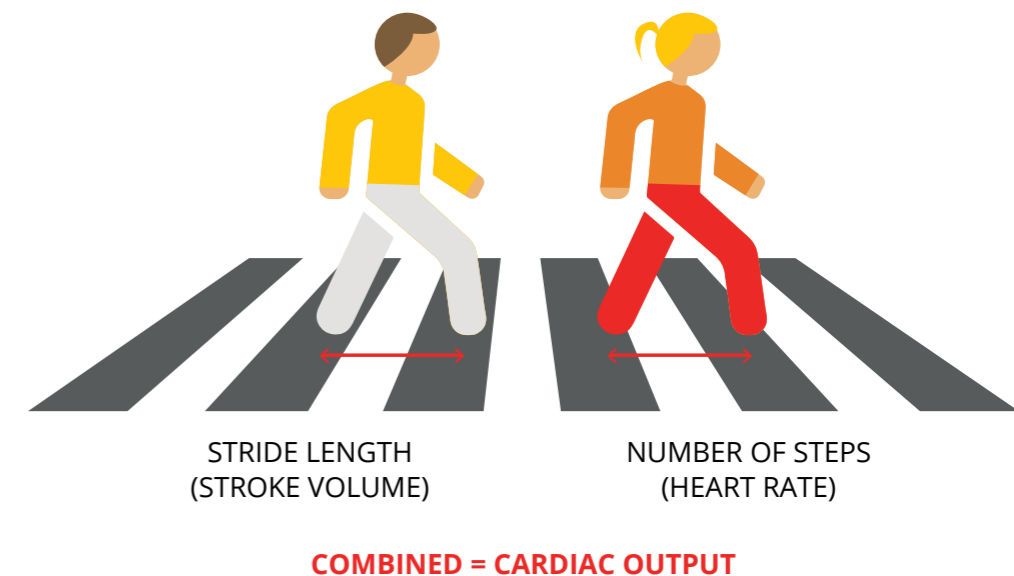 STRIDE LENGTH
(STROKE VOLUME)
NUMBER OF STEPS
(HEART RATE)
COMBINED = CARDIAC OUTPUT